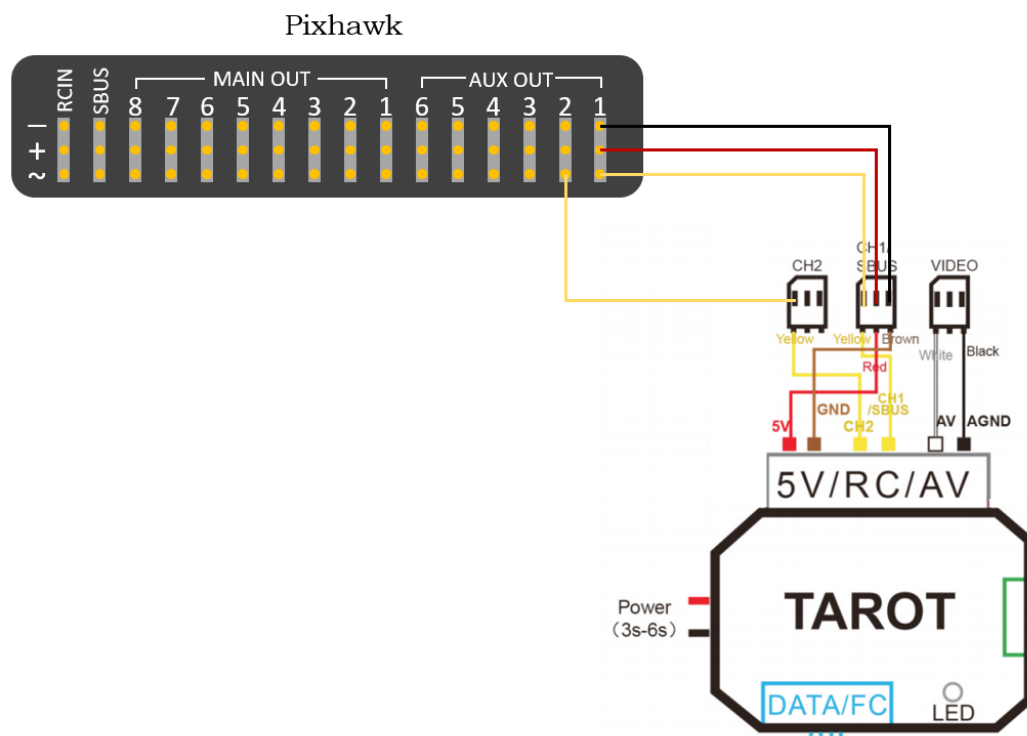 Pixhawk
RCIN SBUS MAIN OUT AUX OUT
8 7 6 5 4 3 2 1 6 5 4 3 2 1
−
+
~
CH2 CH1/ SBUS VIDEO
Yellow Yellow Brown White Black
Red
5V GND CH2 CH1 /SBUS AV AGND
5V/RC/AV
TAROT
Power
(3s-6s)
DATA/FC
LED